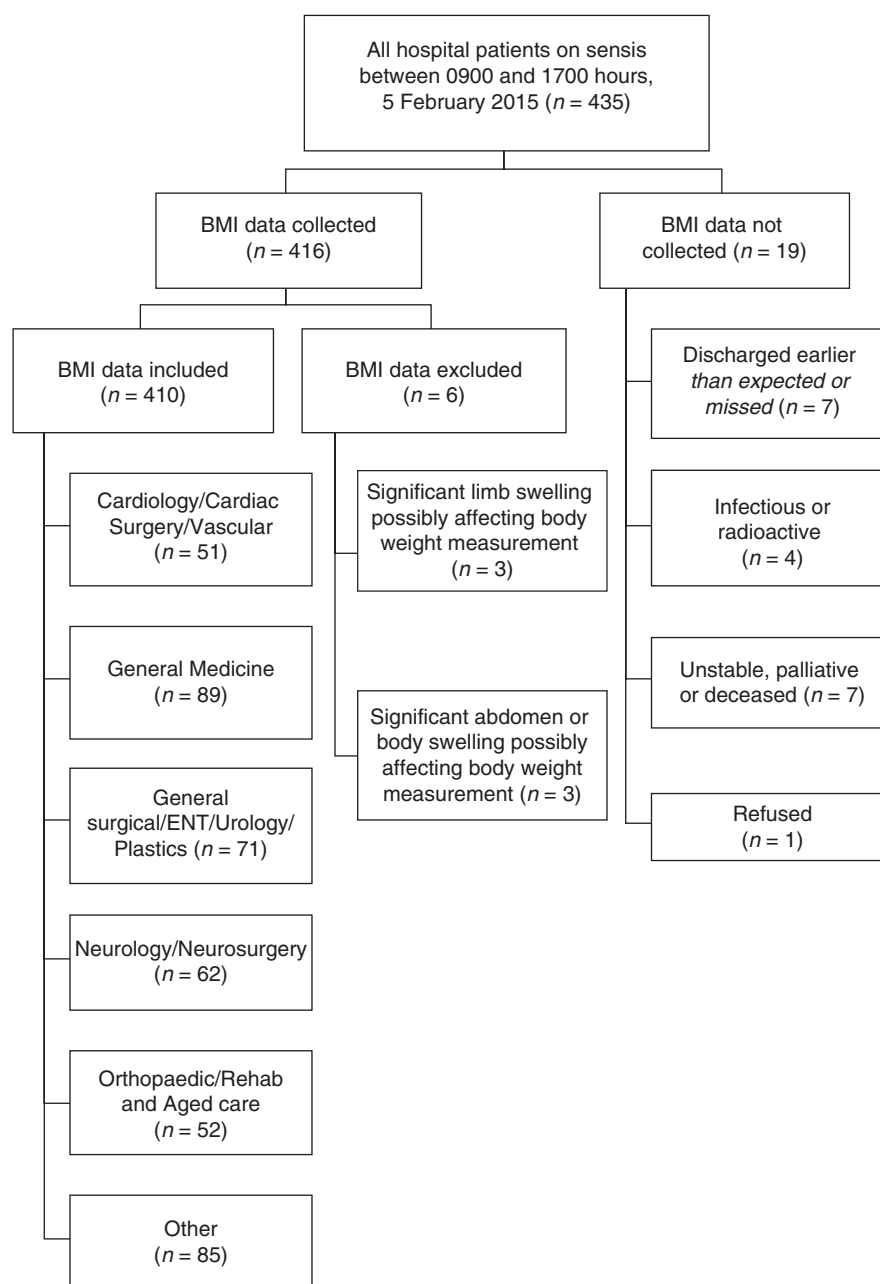 All hospital patients on sensis
between 0900 and 1700 hours,
5 February 2015 (n = 435)
BMI data collected
(n = 416)
BMI data not
collected (n = 19)
BMI data included
(n = 410)
BMI data excluded
(n = 6)
Discharged earlier
than expected or
missed (n = 7)
Cardiology/Cardiac
Surgery/Vascular
(n = 51)
Significant limb swelling
possibly affecting body
weight measurement
(n = 3)
Infectious or
radioactive
(n = 4)
General Medicine
(n = 89)
Significant abdomen or
body swelling possibly
affecting body weight
measurement (n = 3)
Unstable, palliative
or deceased (n = 7)
General
surgical/ENT/Urology/
Plastics (n = 71)
Refused
(n = 1)
Neurology/Neurosurgery
(n = 62)
Orthopaedic/Rehab
and Aged care
(n = 52)
Other
(n = 85)